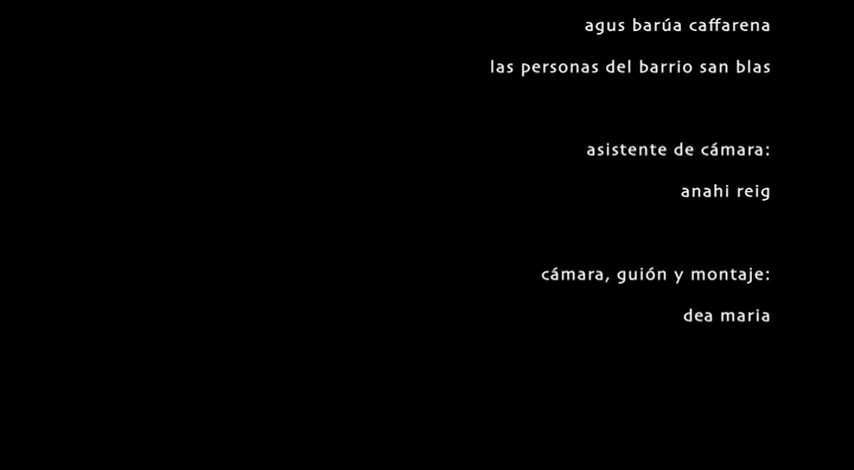 agus barúa caffarena
las personas del barrio san blas
asistente de cámara:
anahi reig
cámara, guión y montaje:
dea maria